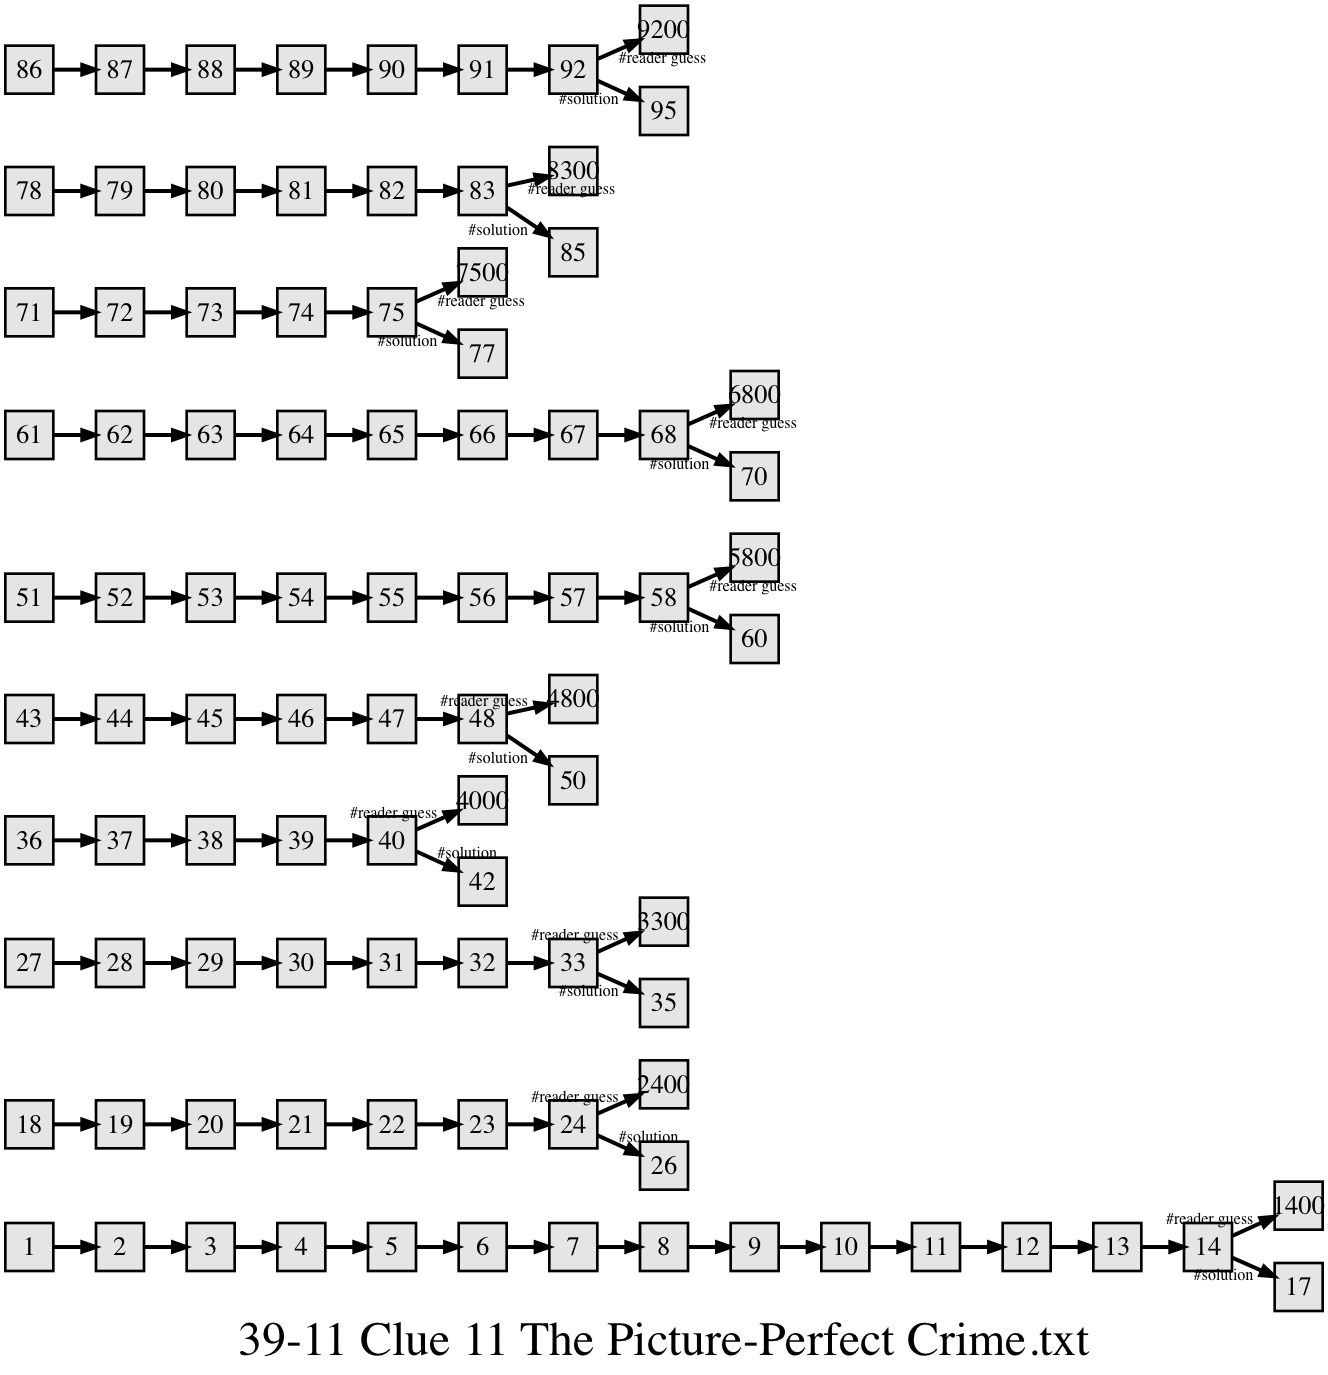 9200
#reader guess
86 87 88 89 90 91 92
#solution
95
8300
#reader guess
78 79 80 81 82 83
#solution
85
7500
#reader guess
71 72 73 74 75
#solution
77
6800
#reader guess
61 62 63 64 65 66 67 68
#solution
70
5800
#reader guess
51 52 53 54 55 56 57 58
#solution
60
4800
#reader guess
43 44 45 46 47 48
#solution
50
4000
#reader guess
36 37 38 39 40
#solution
42
3300
#reader guess
27 28 29 30 31 32 33
#solution
35
2400
#reader guess
18 19 20 21 22 23 24
#solution
26
1400
#reader guess
1 2 3 4 5 6 7 8 9 10 11 12 13 14
#solution
17
39-11 Clue 11 The Picture-Perfect Crime.txt